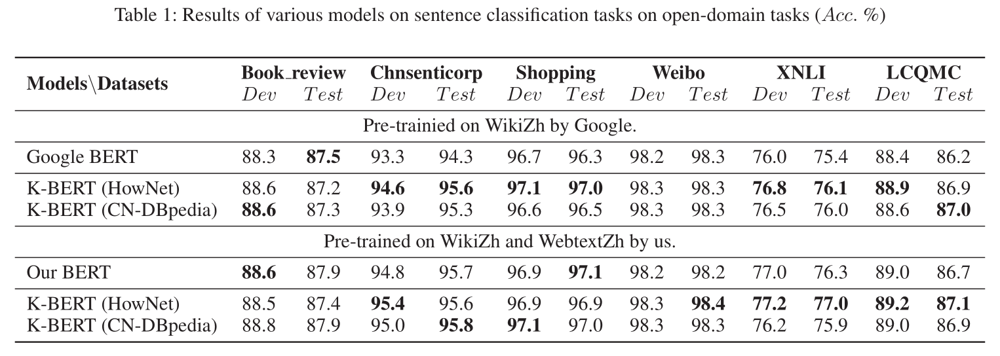 Table 1: Results of various models on sentence classification tasks on open-domain tasks (Acc. %)
Models\Datasets Book_review Chnsenticorp Shopping Weibo XNLI LCQMC
Dev Test Dev Test Dev Test Dev Test Dev Test Dev Test
Pre-trainied on WikiZh by Google.
Google BERT 88.3 87.5 93.3 94.3 96.7 96.3 98.2 98.3 76.0 75.4 88.4 86.2
K-BERT (HowNet) 88.6 87.2 94.6 95.6 97.1 97.0 98.3 98.3 76.8 76.1 88.9 86.9
K-BERT (CN-DBpedia) 88.6 87.3 93.9 95.3 96.6 96.5 98.3 98.3 76.5 76.0 88.6 87.0
Pre-trained on WikiZh and WebtextZh by us.
Our BERT 88.6 87.9 94.8 95.7 96.9 97.1 98.2 98.2 77.0 76.3 89.0 86.7
K-BERT (HowNet) 88.5 87.4 95.4 95.6 96.9 96.9 98.3 98.4 77.2 77.0 89.2 87.1
K-BERT (CN-DBpedia) 88.8 87.9 95.0 95.8 97.1 97.0 98.3 98.3 76.2 75.9 89.0 86.9